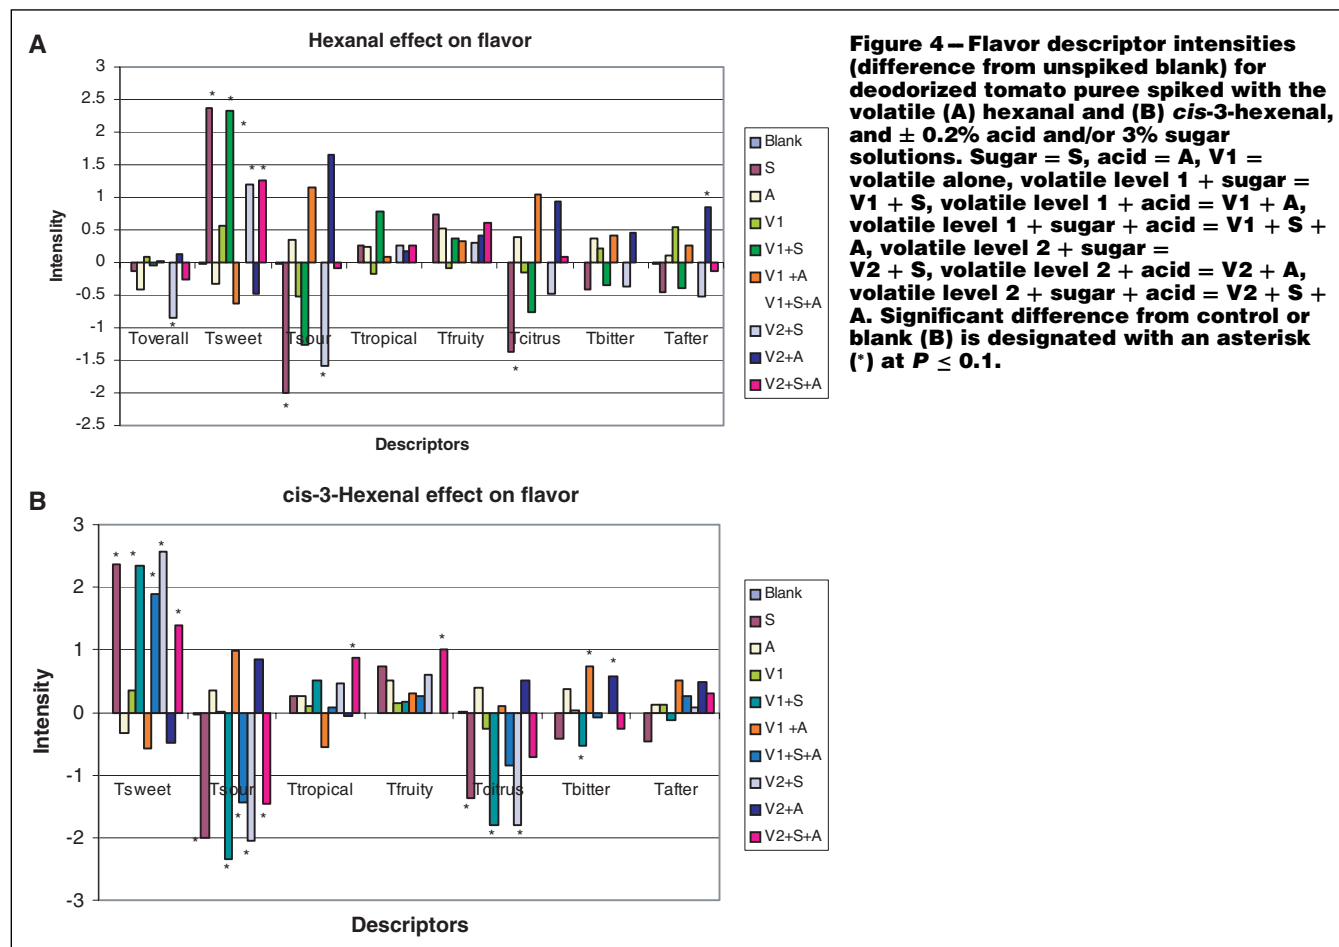 A
Hexanal effect on flavor
3
2.5
2
1.5
1
0.5
0
-0.5
-1
-1.5
-2
-2.5
Intenslity
* * * * * * * * * *
Toverall Tsweet Tsour Ttropical Tfruity Tcitrus Tbitter Tafter
Descriptors
Blank
S
A
V1
V1+S
V1 +A
V1+S+A
V2+S
V2+A
V2+S+A
Figure 4 – Flavor descriptor intensities
(difference from unspiked blank) for
deodorized tomato puree spiked with the
volatile (A) hexanal and (B) cis-3-hexenal,
and ± 0.2% acid and/or 3% sugar
solutions. Sugar = S, acid = A, V1 =
volatile alone, volatile level 1 + sugar =
V1 + S, volatile level 1 + acid = V1 + A,
volatile level 1 + sugar + acid = V1 + S +
A, volatile level 2 + sugar =
V2 + S, volatile level 2 + acid = V2 + A,
volatile level 2 + sugar + acid = V2 + S +
A. Significant difference from control or
blank (B) is designated with an asterisk
(*) at P ≤ 0.1.
B
cis-3-Hexenal effect on flavor
3
2
1
0
-1
-2
-3
Intensity
* * * * * * * * * * * * * * * * * *
Tsweet Tsour Ttropical Tfruity Tcitrus Tbitter Tafter
Descriptors
Blank
S
A
V1
V1+S
V1 +A
V1+S+A
V2+S
V2+A
V2+S+A